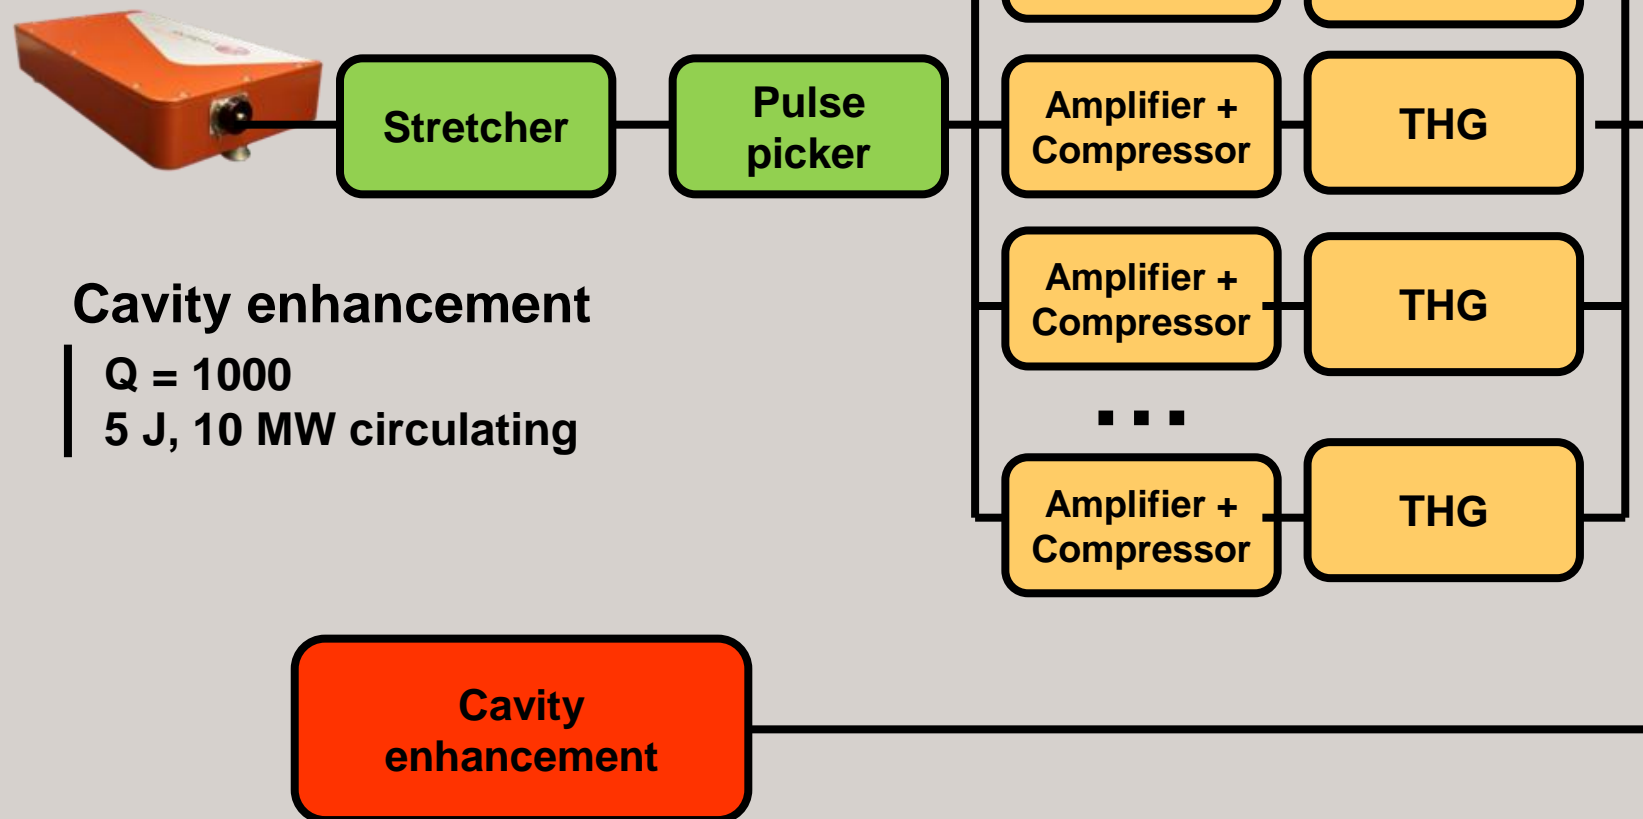 Stretcher
Pulse
picker
Amplifier +
Compressor
THG
Amplifier +
Compressor
THG
...
Amplifier +
Compressor
THG
Cavity enhancement
Q = 1000
5 J, 10 MW circulating
Cavity
enhancement